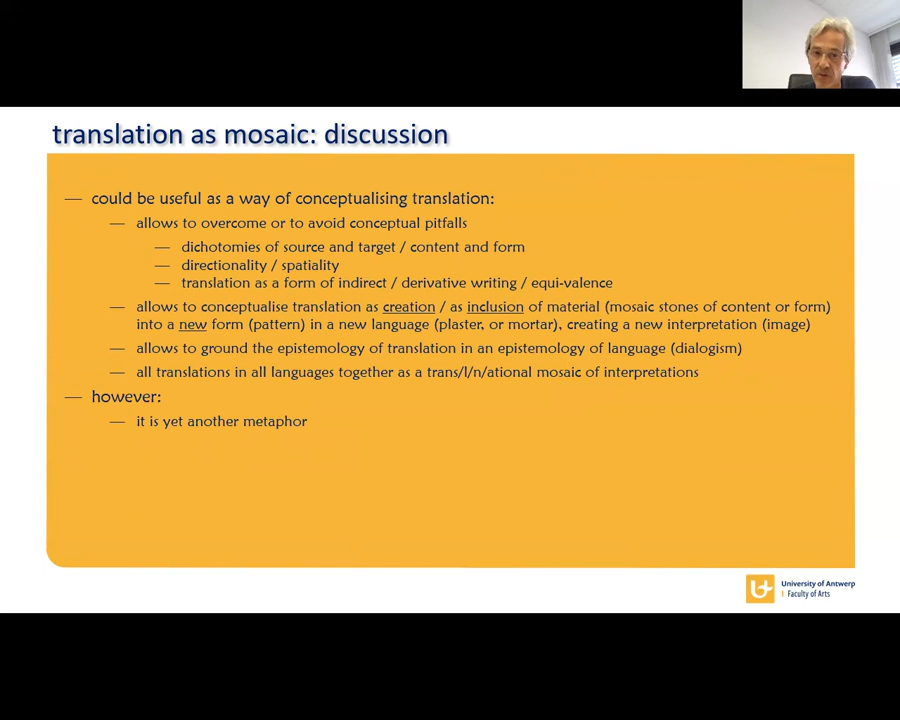 translation as mosaic: discussion
— could be useful as a way of conceptualising translation:
— allows to overcome or to avoid conceptual pitfalls
— dichotomies of source and target / content and form
— directionality / spatiality
— translation as a form of indirect / derivative writing / equi-valence
— allows to conceptualise translation as creation / as inclusion of material (mosaic stones of content or form)
into a new form (pattern) in a new language (plaster, or mortar), creating a new interpretation (image)
— allows to ground the epistemology of translation in an epistemology of language (dialogism)
— all translations in all languages together as a trans/l/n/ational mosaic of interpretations
— however:
— it is yet another metaphor
University of Antwerp
Faculty of Arts